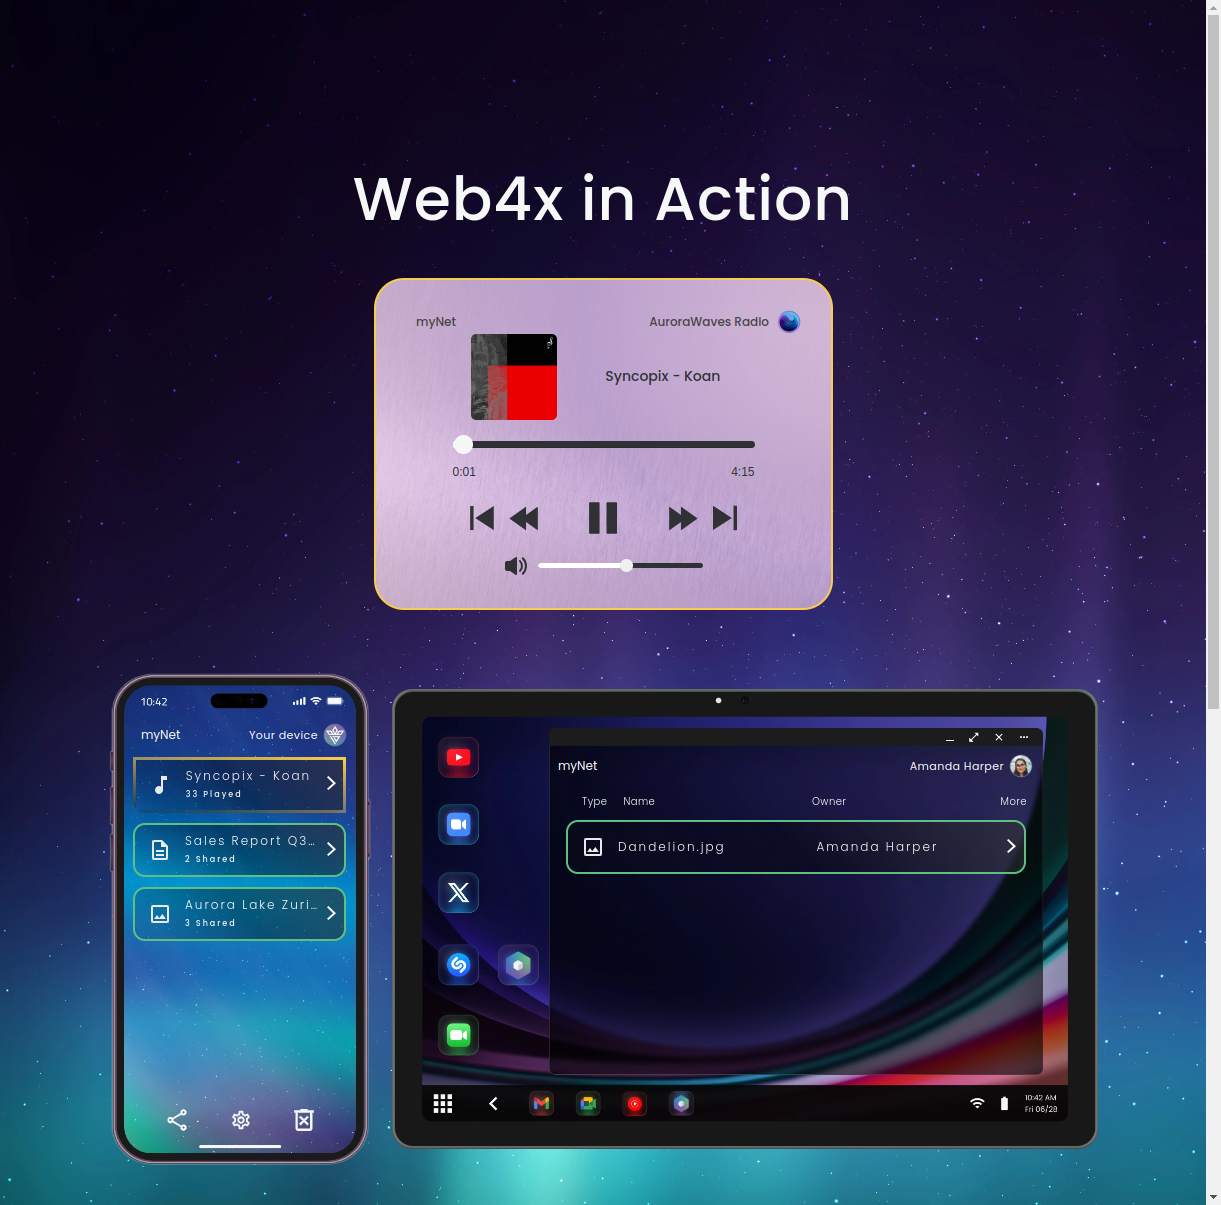 Web4x in Action
myNet
AuroraWaves Radio
Syncopix - Koan
0:01
4:15
10:42
myNet
Your device
Syncopix - Koan
33 Played
Sales Report Q3...
2 Shared
Aurora Lake Zuri...
3 Shared
myNet
Amanda Harper
Type Name Owner More
Dandelion.jpg Amanda Harper
10:42 AM
Fri 06/28